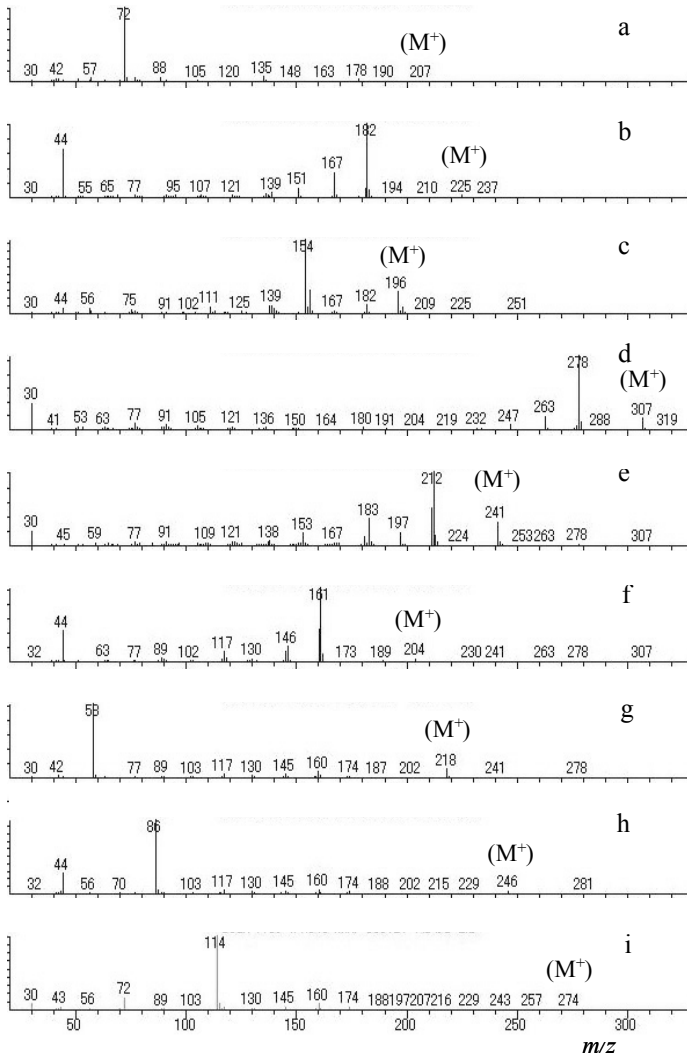 72 (M⁺) a
30 42 57 88 105 120 135 148 163 178 190 207
182 b
44 167 (M⁺)
30 55 65 77 95 107 121 139 151 194 210 225 237
154 (M⁺) c
196
30 44 56 75 91 102 111 125 139 167 182 209 225 251
278 d
30 (M⁺)
41 53 63 77 91 105 121 136 150 164 180 191 204 219 232 247 263 288 307 319
212 (M⁺) e
30 45 59 77 91 109 121 138 153 167 183 197 224 241 253 263 278 307
161 f
44 (M⁺)
32 63 77 89 102 117 130 146 173 189 204 230 241 263 278 307
58 (M⁺) g
30 42 77 89 103 117 130 145 160 174 187 202 218 241 278
86 h
44 (M⁺)
32 56 70 103 117 130 145 160 174 188 202 215 229 246 281
114 i
(M⁺)
30 43 56 72 89 103 130 145 160 174 188 197 207 216 229 243 257 274
50 100 150 200 250 300
m/z